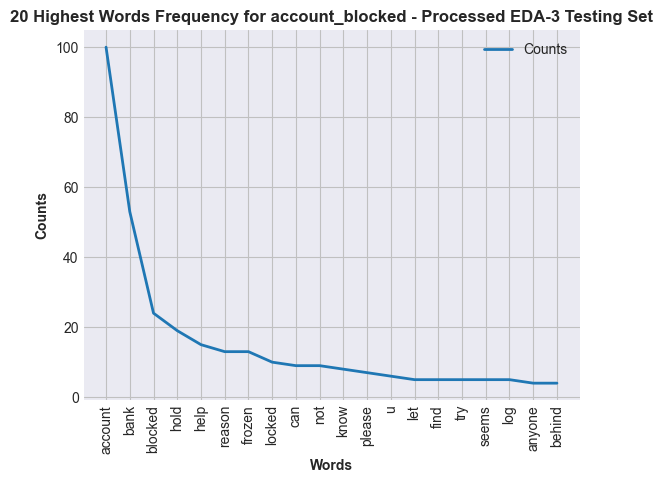 20 Highest Words Frequency for account_blocked - Processed EDA-3 Testing Set
Counts
100
80
60
40
20
0
Counts
account
bank
blocked
hold
help
reason
frozen
locked
can
not
know
please
u
let
find
try
seems
log
anyone
behind
Words